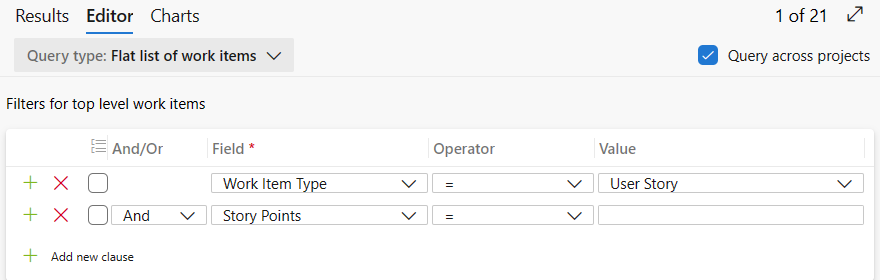 Results Editor Charts 1 of 21
Query type: Flat list of work items Query across projects
Filters for top level work items
And/Or Field * Operator Value
Work Item Type = User Story
And Story Points =
Add new clause